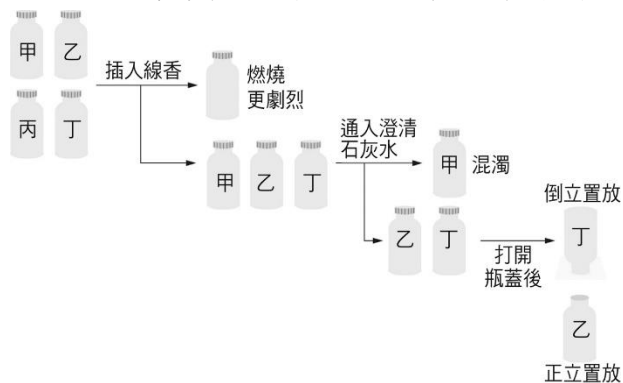 甲 乙
丙 丁
插入線香
燃燒
更劇烈
甲 乙 丁
通入澄清
石灰水
甲 混濁
乙 丁
打開
瓶蓋後
倒立置放
丁
乙
正立置放